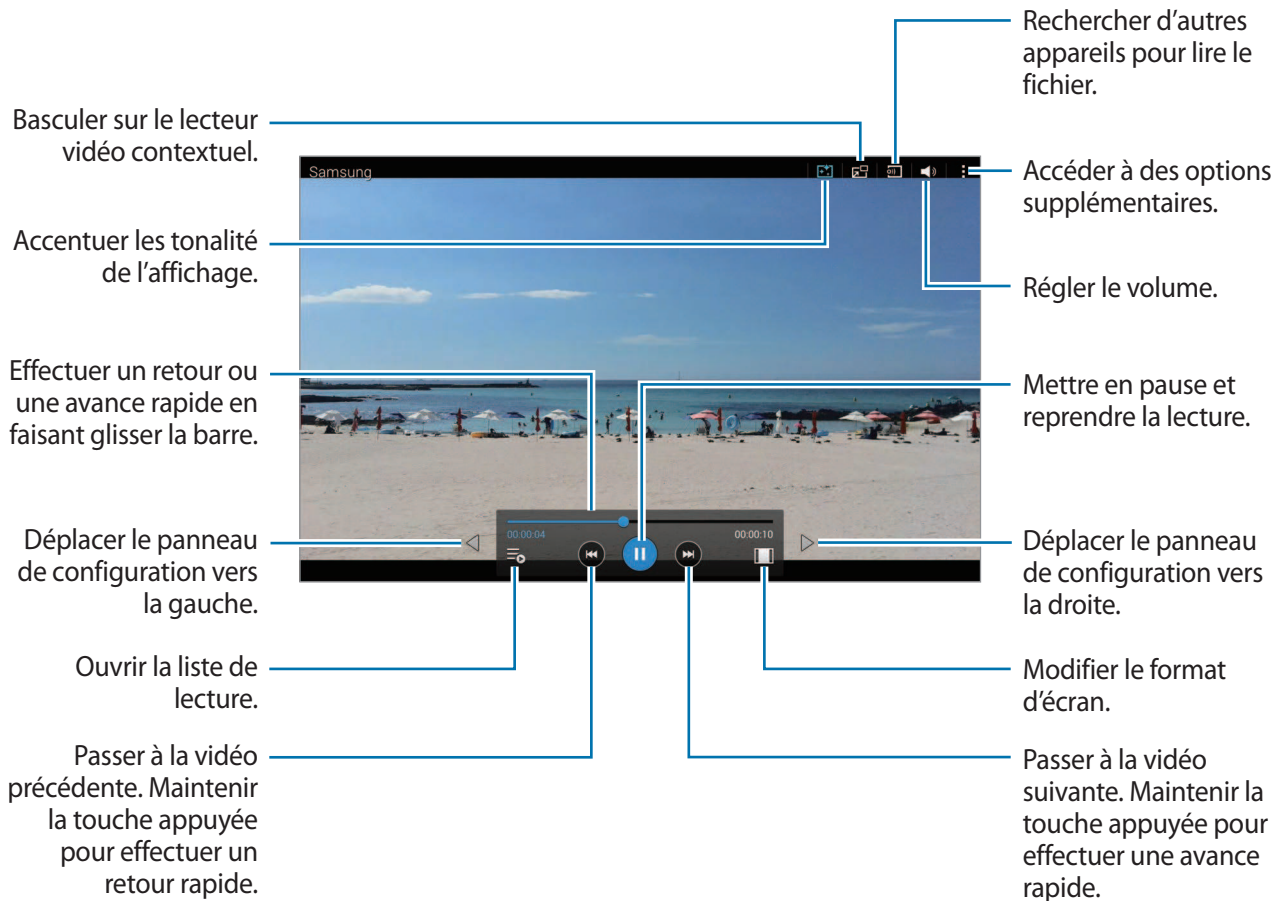 Rechercher d'autres
appareils pour lire le
fichier.
Basculer sur le lecteur
vidéo contextuel.
Samsung
Accéder à des options
supplémentaires.
Accentuer les tonalité
de l'affichage.
Régler le volume.
Effectuer un retour ou
une avance rapide en
faisant glisser la barre.
Mettre en pause et
reprendre la lecture.
00:00:04
00:00:10
Déplacer le panneau
de configuration vers
la gauche.
Déplacer le panneau
de configuration vers
la droite.
Ouvrir la liste de
lecture.
Modifier le format
d'écran.
Passer à la vidéo
précédente. Maintenir
la touche appuyée
pour effectuer un
retour rapide.
Passer à la vidéo
suivante. Maintenir la
touche appuyée pour
effectuer une avance
rapide.